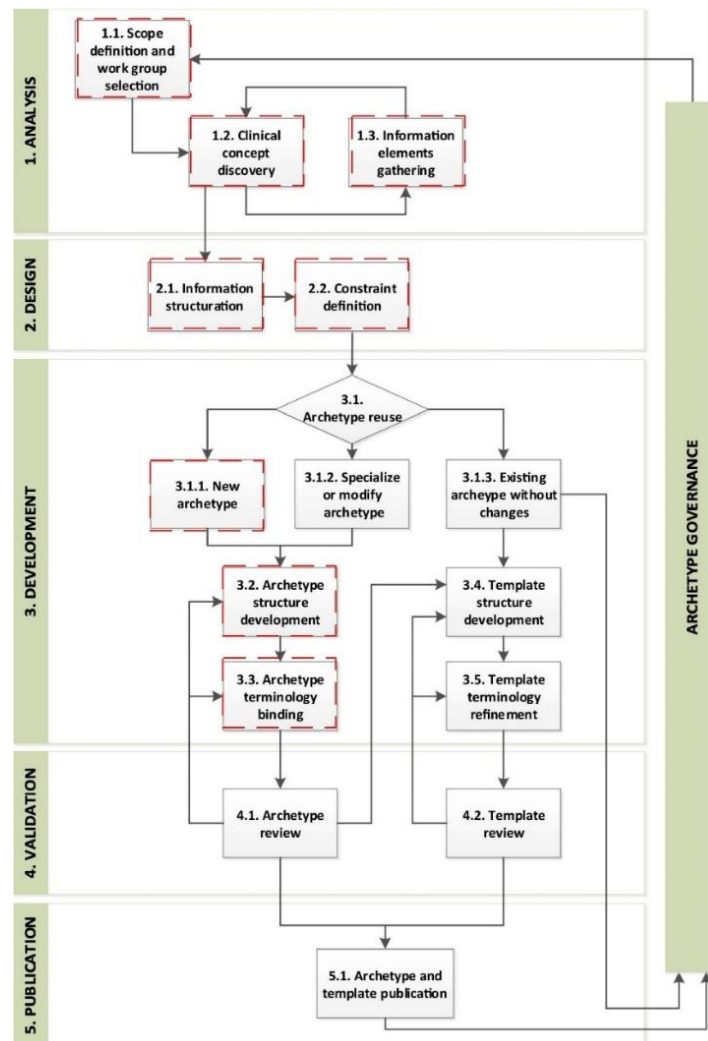 1. ANALYSIS
1.1. Scope
definition and
work group
selection
1.2. Clinical
concept
discovery
1.3. Information
elements
gathering
2. DESIGN
2.1. Information
structuration
2.2. Constraint
definition
3. DEVELOPMENT
3.1.
Archetype reuse
3.1.1. New
archetype
3.1.2. Specialize
or modify
archetype
3.1.3. Existing
archeype without
changes
3.2. Archetype
structure
development
3.4. Template
structure
development
3.3. Archetype
terminology
binding
3.5. Template
terminology
refinement
4. VALIDATION
4.1. Archetype
review
4.2. Template
review
5. PUBLICATION
5.1. Archetype and
template publication
ARCHETYPE GOVERNANCE